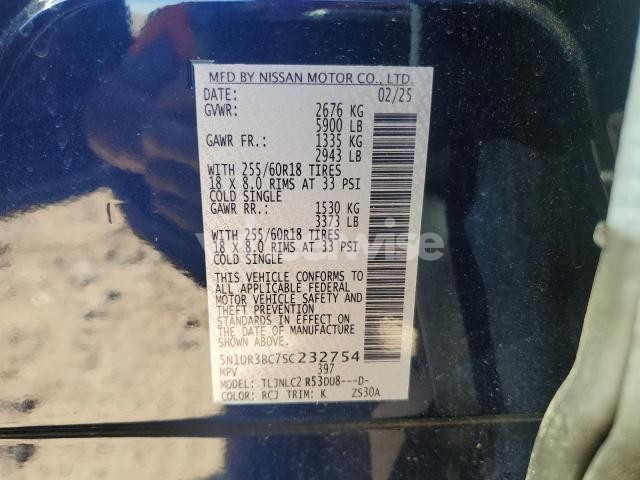 MFD BY NISSAN MOTOR CO., LTD.
DATE: 02/25
GVWR: 2676 KG
5900 LB
GAWR FR.: 1335 KG
2943 LB
WITH 255/60R18 TIRES
18 X 8.0 RIMS AT 33 PSI
COLD SINGLE
GAWR RR.: 1530 KG
3373 LB
WITH 255/60R18 TIRES
18 X 8.0 RIMS AT 33 PSI
COLD SINGLE
THIS VEHICLE CONFORMS TO
ALL APPLICABLE FEDERAL
MOTOR VEHICLE SAFETY AND
THEFT PREVENTION
STANDARDS IN EFFECT ON
THE DATE OF MANUFACTURE
SHOWN ABOVE.
5N1DR3BC7SC232754
MPV 397
MODEL: TLJNLC2 R53DU8---D-
COLOR: RCJ TRIM: K ZS30A